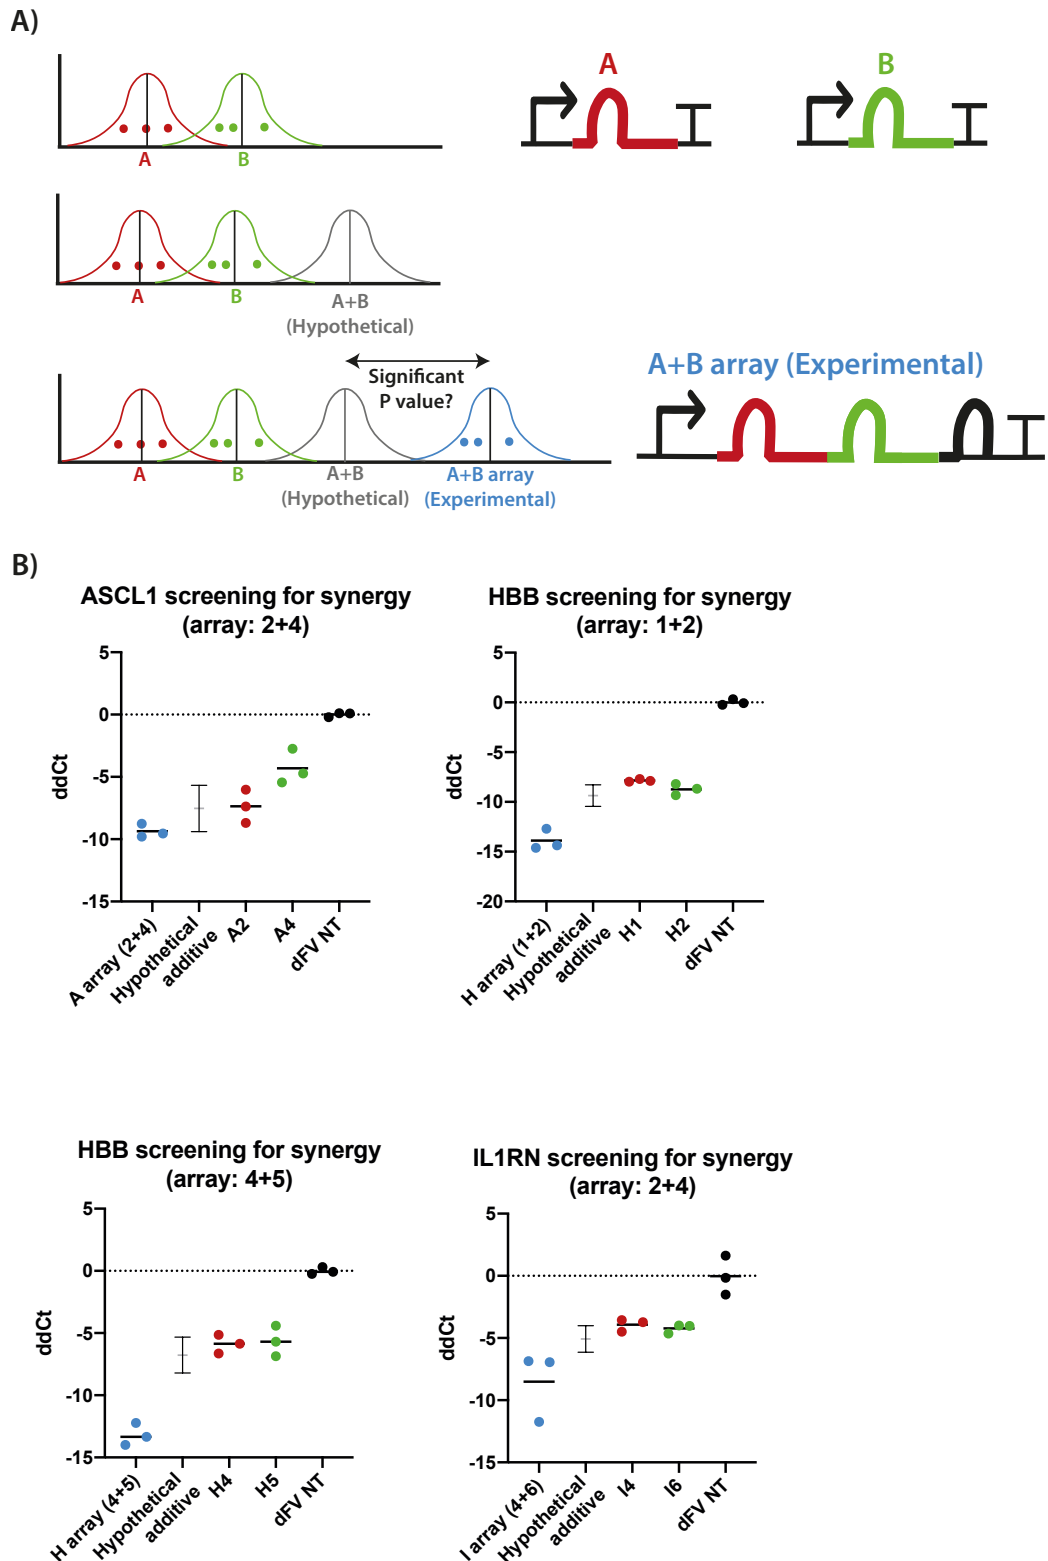 A)
A
B
A
B
A
B
A+B
(Hypothetical)
Significant
P value?
A+B array (Experimental)
A
B
A+B
(Hypothetical)
A+B array
(Experimental)
B)
ASCL1 screening for synergy
(array: 2+4)
ddCt
5
0
-5
-10
-15
A array (2+4)
Hypothetical
additive
A2
A4
dFV NT
HBB screening for synergy
(array: 1+2)
ddCt
5
0
-5
-10
-15
-20
H array (1+2)
Hypothetical
additive
H1
H2
dFV NT
HBB screening for synergy
(array: 4+5)
ddCt
5
0
-5
-10
-15
H array (4+5)
Hypothetical
additive
H4
H5
dFV NT
IL1RN screening for synergy
(array: 2+4)
ddCt
5
0
-5
-10
-15
I array (4+6)
Hypothetical
additive
I4
I6
dFV NT